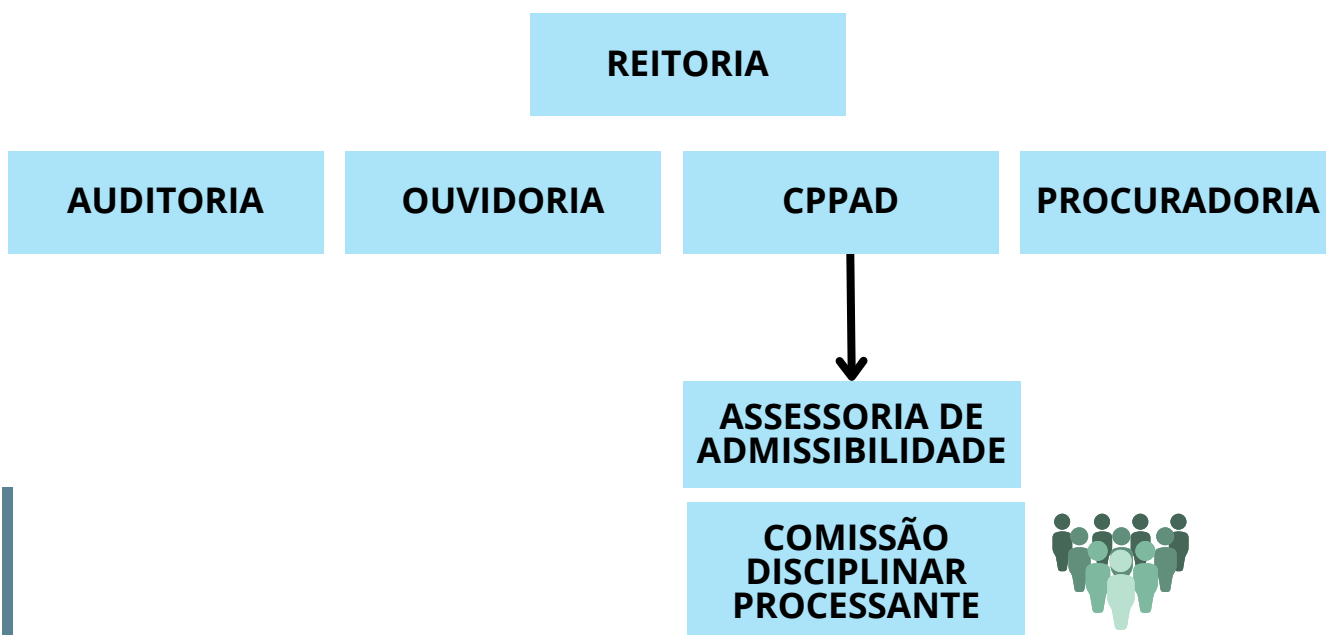 REITORIA
AUDITORIA
OUVIDORIA
CPPAD
PROCURADORIA
ASSESSORIA DE
ADMISSIBILIDADE
COMISSÃO
DISCIPLINAR
PROCESSANTE